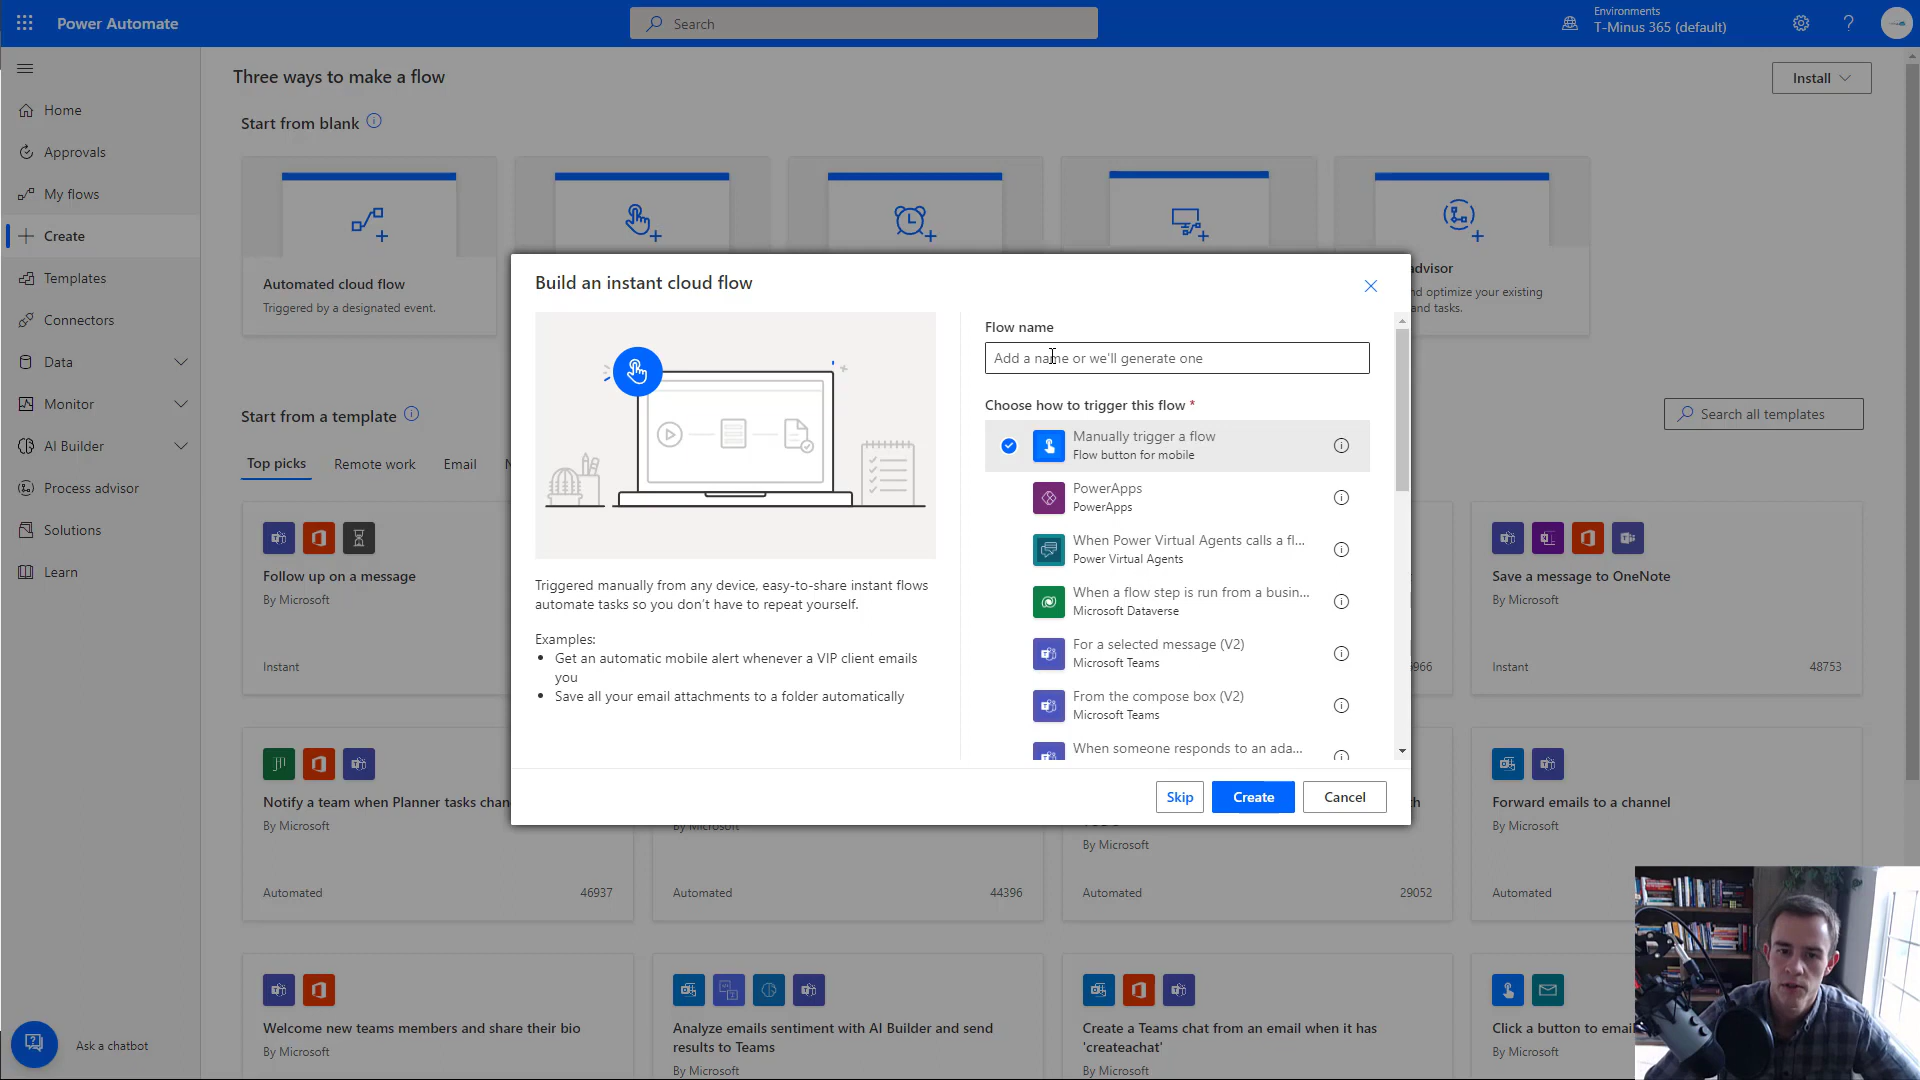 Power Automate
Search
Environments
T-Minus 365 (default)
Three ways to make a flow
Install
Home
Approvals
My flows
Create
Templates
Connectors
Data
Monitor
AI Builder
Process advisor
Solutions
Learn
Ask a chatbot
Start from blank
Automated cloud flow
Triggered by a designated event.
advisor
nd optimize your existing
and tasks.
Build an instant cloud flow
Triggered manually from any device, easy-to-share instant flows
automate tasks so you don't have to repeat yourself.
Examples:
• Get an automatic mobile alert whenever a VIP client emails
you
• Save all your email attachments to a folder automatically
Flow name
Add a name or we'll generate one
Choose how to trigger this flow *
Manually trigger a flow
Flow button for mobile
PowerApps
PowerApps
When Power Virtual Agents calls a fl...
Power Virtual Agents
When a flow step is run from a busin...
Microsoft Dataverse
For a selected message (V2)
Microsoft Teams
From the compose box (V2)
Microsoft Teams
When someone responds to an ada...
Skip
Create
Cancel
Start from a template
Search all templates
Top picks
Remote work
Email
Follow up on a message
By Microsoft
Instant
966
Save a message to OneNote
By Microsoft
Instant
48753
Notify a team when Planner tasks chan
By Microsoft
Automated
46937
By Microsoft
Automated
44396
By Microsoft
Automated
29052
Forward emails to a channel
By Microsoft
Automated
Welcome new teams members and share their bio
By Microsoft
Analyze emails sentiment with AI Builder and send
results to Teams
By Microsoft
Create a Teams chat from an email when it has
'createachat'
By Microsoft
Click a button to email
By Microsoft